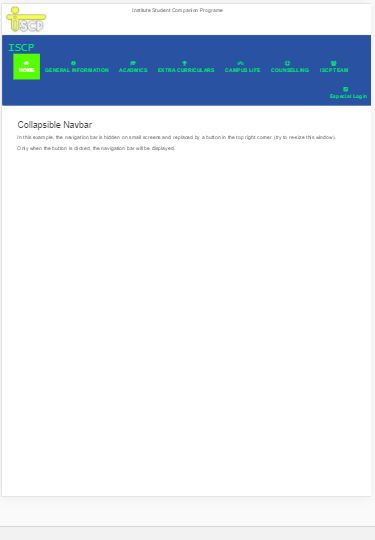 Institute Student Companion Programe
iSCP
ISCP
HOME GENERAL INFORMATION ACADMICS EXTRA CURRICULARS CAMPUS LIFE COUNSELLING ISCP TEAM
Especial Login
Collapsible Navbar
In this example, the navigation bar is hidden on small screens and replaced by a button in the top right corner (try to re-size this window).
Only when the button is clicked, the navigation bar will be displayed.